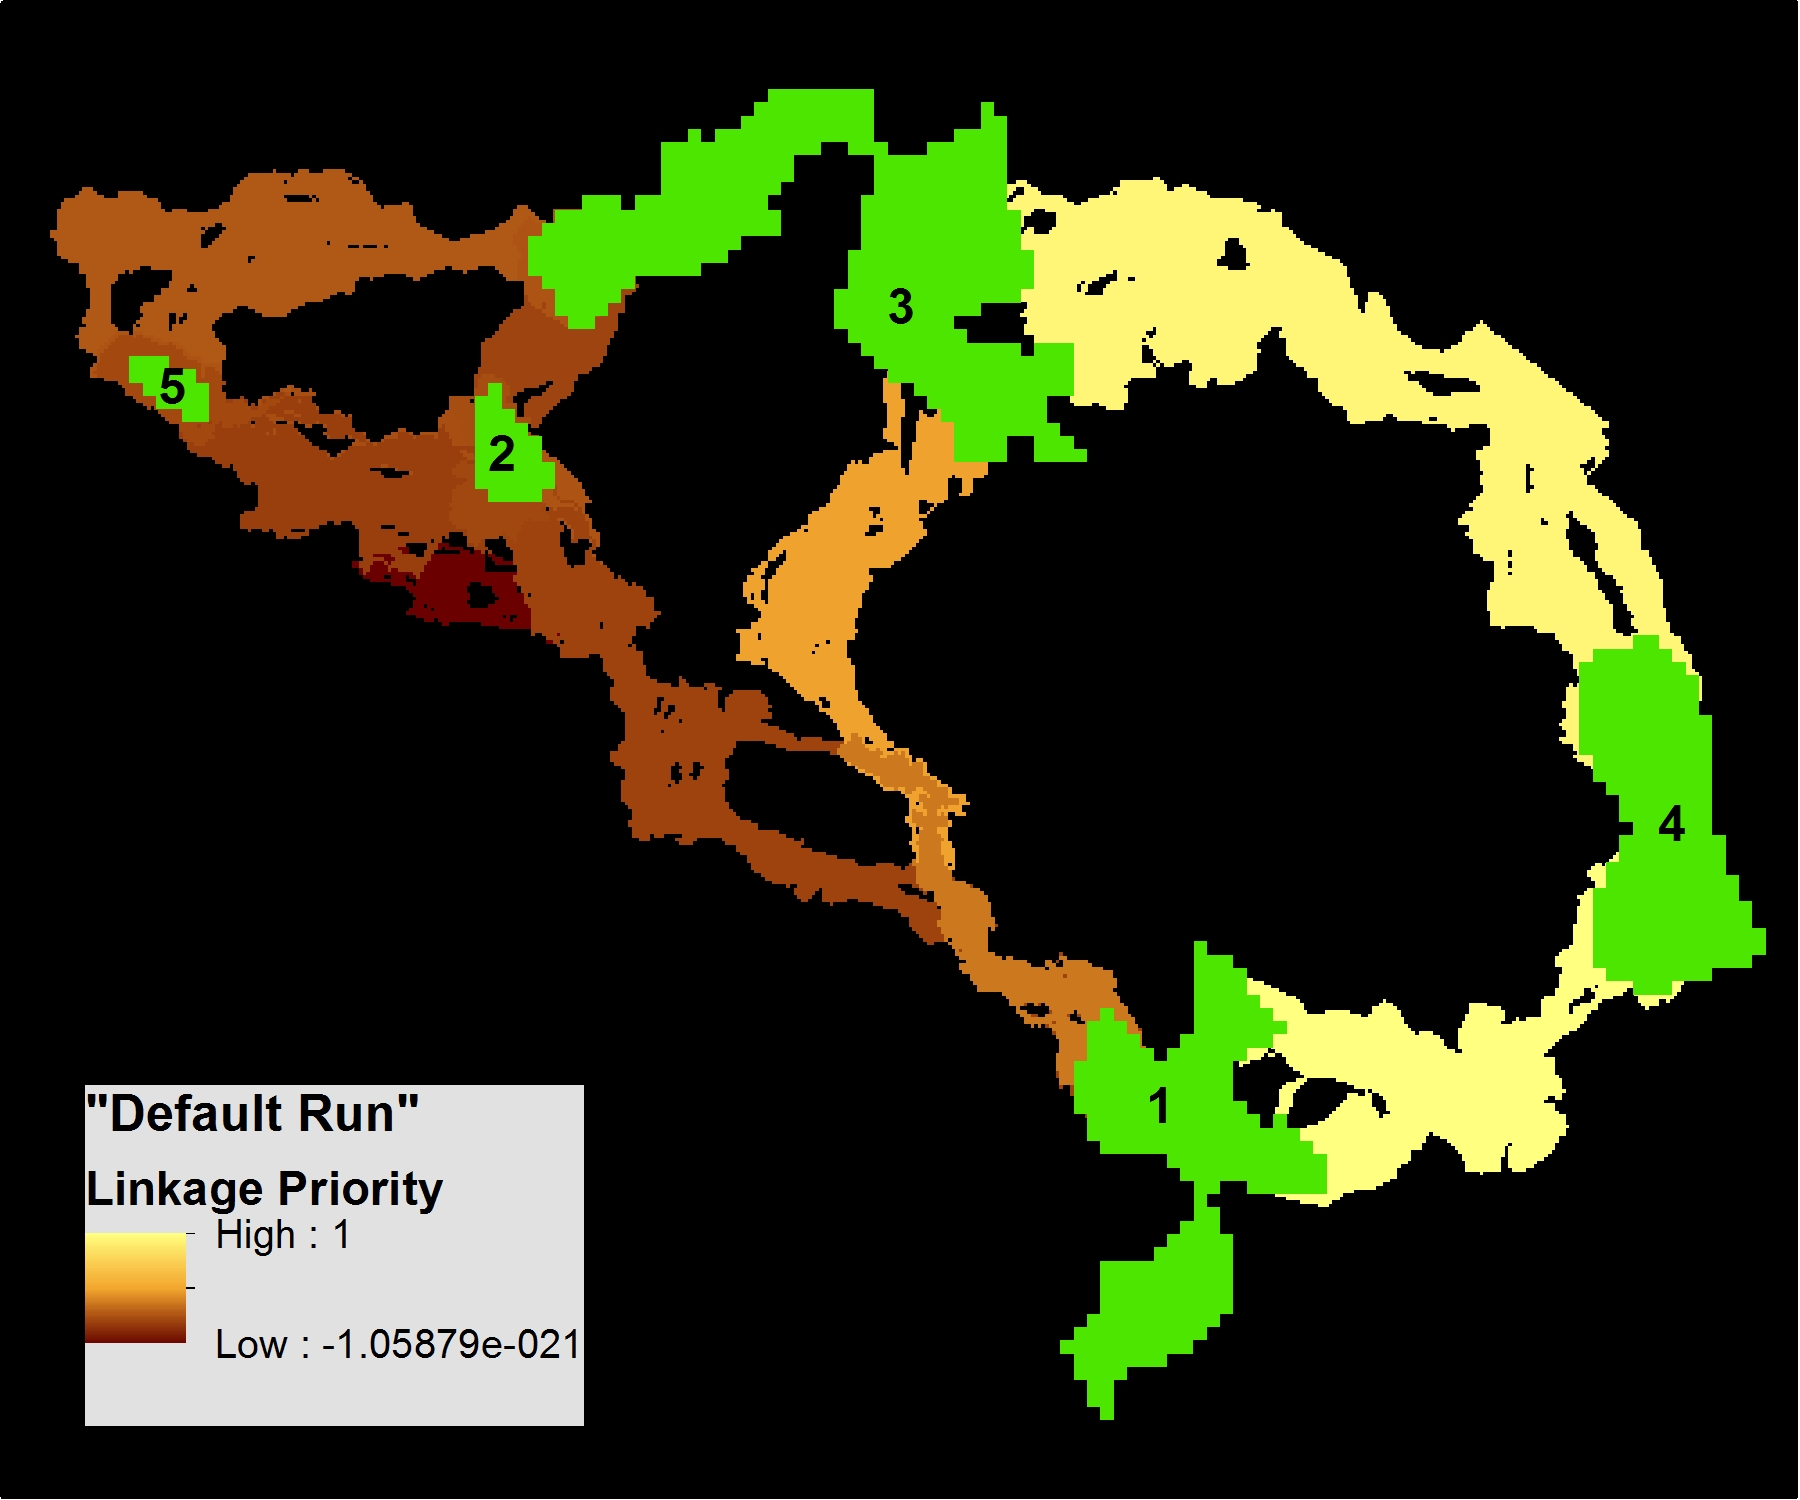 3
5
2
4
1
"Default Run"
Linkage Priority
High : 1
Low : -1.05879e-021